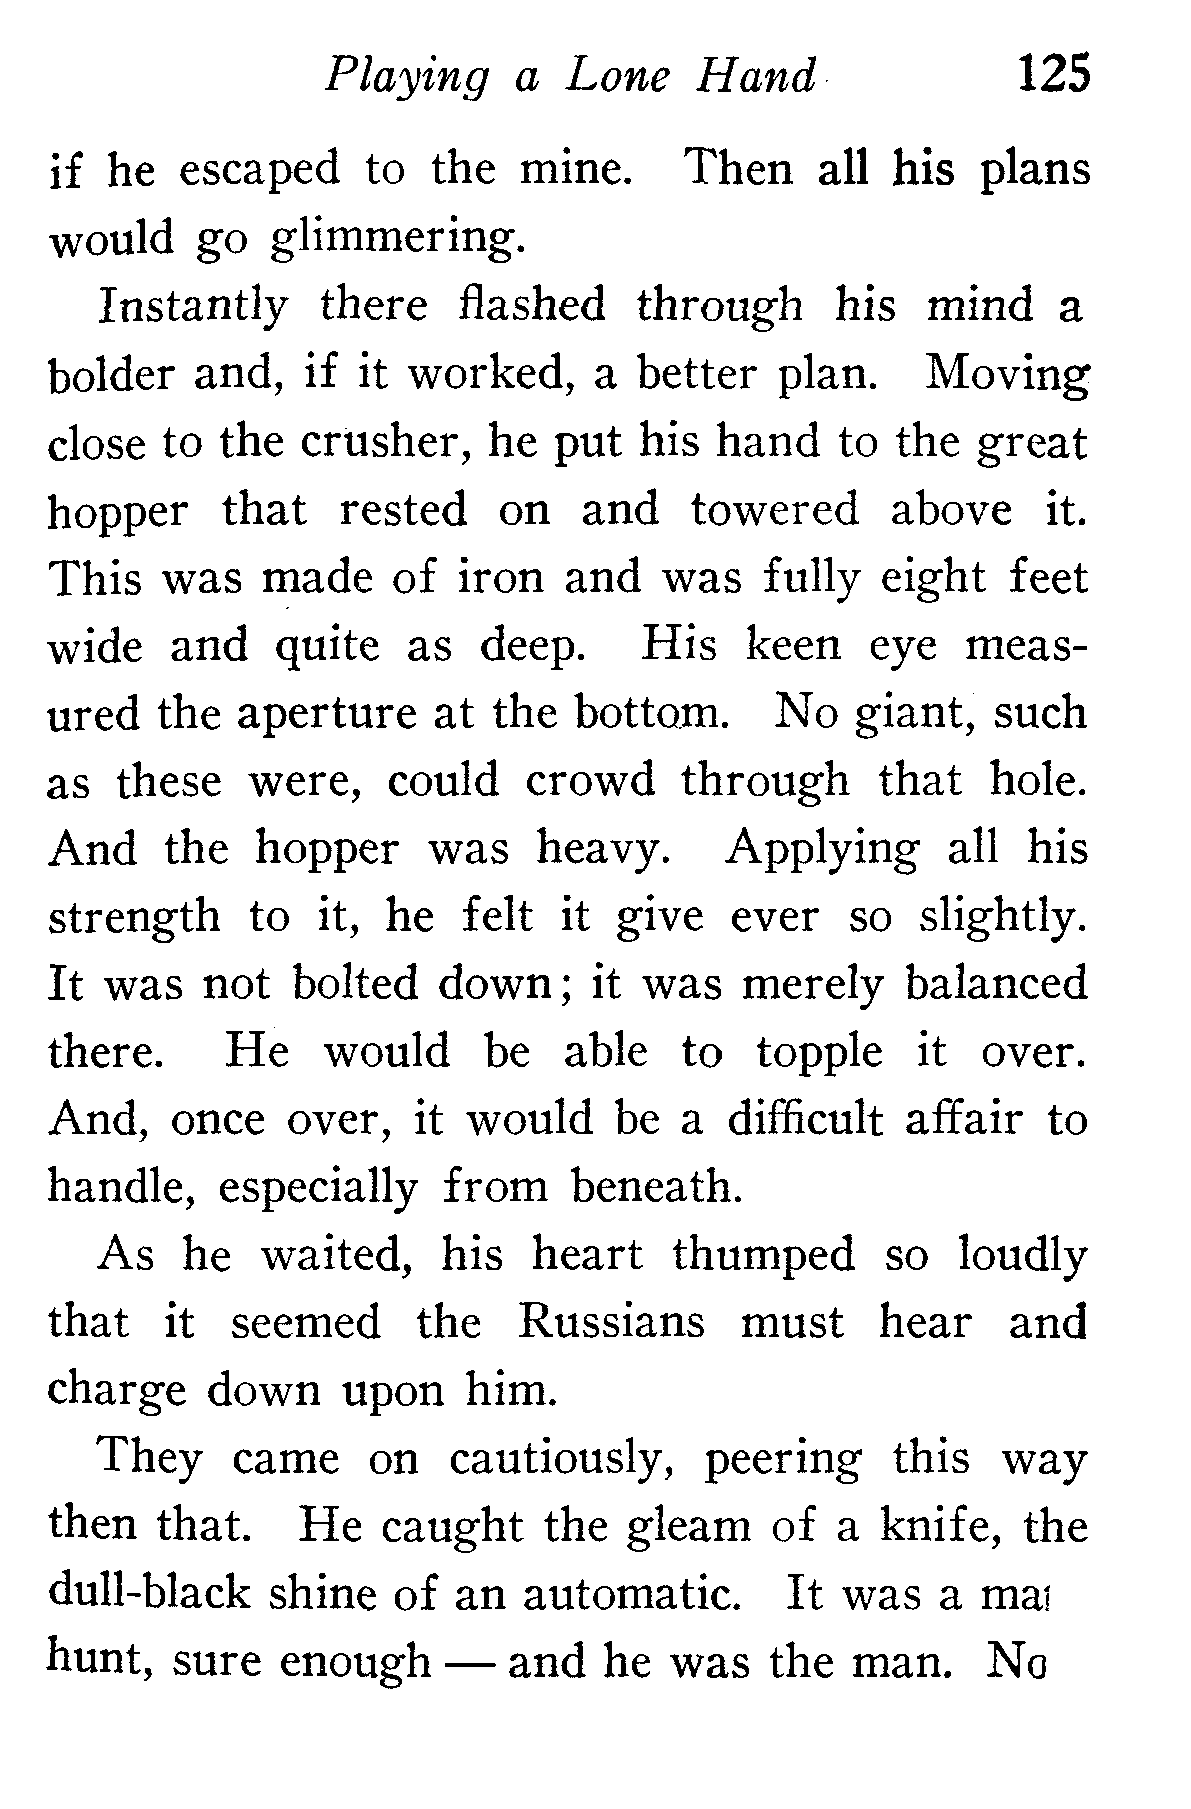 Playing a Lone Hand 125
if he escaped to the mine. Then all his plans
would go glimmering.
Instantly there flashed through his mind a
bolder and, if it worked, a better plan. Moving
close to the crusher, he put his hand to the great
hopper that rested on and towered above it.
This was made of iron and was fully eight feet
wide and quite as deep. His keen eye meas-
ured the aperture at the bottom. No giant, such
as these were, could crowd through that hole.
And the hopper was heavy. Applying all his
strength to it, he felt it give ever so slightly.
It was not bolted down; it was merely balanced
there. He would be able to topple it over.
And, once over, it would be a difficult affair to
handle, especially from beneath.
As he waited, his heart thumped so loudly
that it seemed the Russians must hear and
charge down upon him.
They came on cautiously, peering this way
then that. He caught the gleam of a knife, the
dull-black shine of an automatic. It was a
hunt, sure enough — and he was the man.